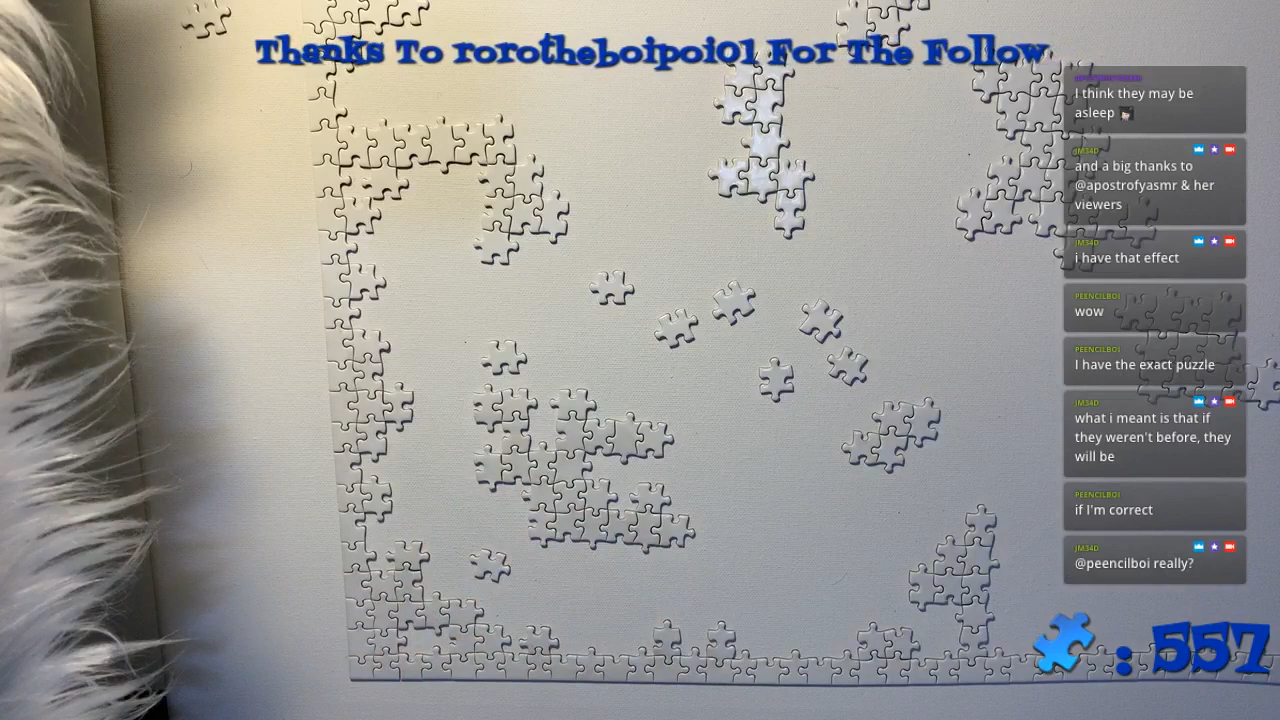 Thanks To rorotheboipoi01 For The Follow
I think they may be
asleep
JM34D
and a big thanks to
@apostrofyasmr & her
viewers
JM34D
i have that effect
PEENCILBOI
wow
PEENCILBOI
I have the exact puzzle
JM34D
what i meant is that if
they weren't before, they
will be
PEENCILBOI
if I'm correct
JM34D
@peencilboi really?
: 557